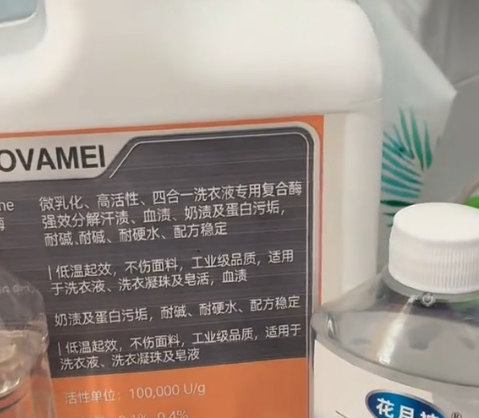 OVAMEI
微乳化、高活性、四合一洗衣液专用复合酶
强效分解汗渍、血渍、奶渍及蛋白污垢，
耐碱,耐碱、耐硬水、配方稳定
| 低温起效，不伤面料，工业级品质，适用
于洗衣液、洗衣凝珠及皂活，血渍
奶渍及蛋白污垢，耐碱、耐硬水、配方稳定
| 低温起效，不伤面料，工业级品质，适用于
洗衣液、洗衣凝珠及皂液
活性单位：100,000 U/g
0.4%
花月